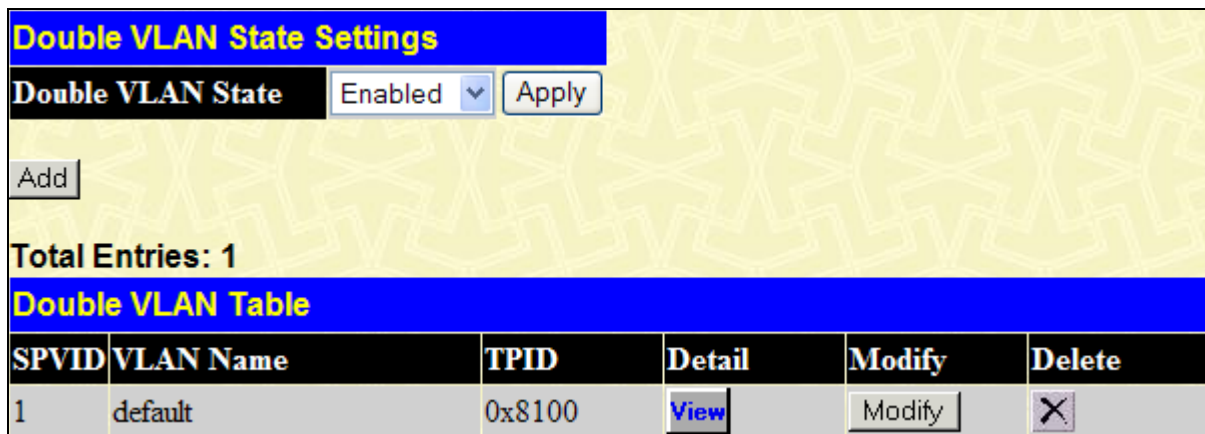 Double VLAN State Settings
Double VLAN State Enabled Apply
Add
Total Entries: 1
Double VLAN Table
SPVID VLAN Name TPID Detail Modify Delete
1 default 0x8100 View Modify X